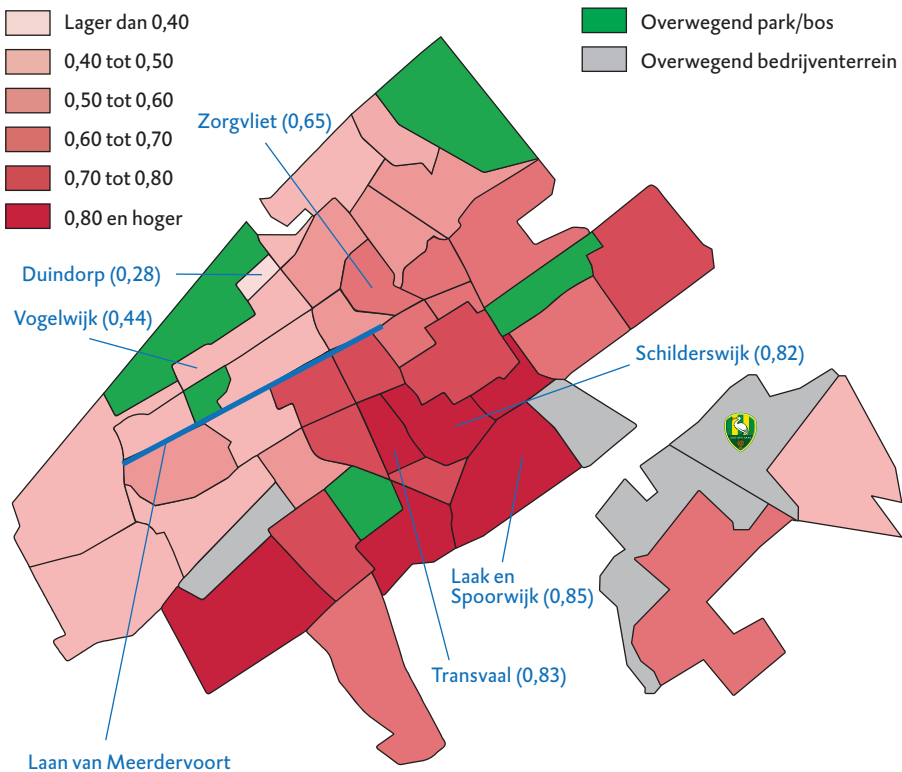 Lager dan 0,40
0,40 tot 0,50
0,50 tot 0,60
0,60 tot 0,70
0,70 tot 0,80
0,80 en hoger
Overwegend park/bos
Overwegend bedrijventerrein
Zorgvliet (0,65)
Duindorp (0,28)
Vogelwijk (0,44)
Schilderswijk (0,82)
Laak en
Spoorwijk (0,85)
Transvaal (0,83)
Laan van Meerdervoort